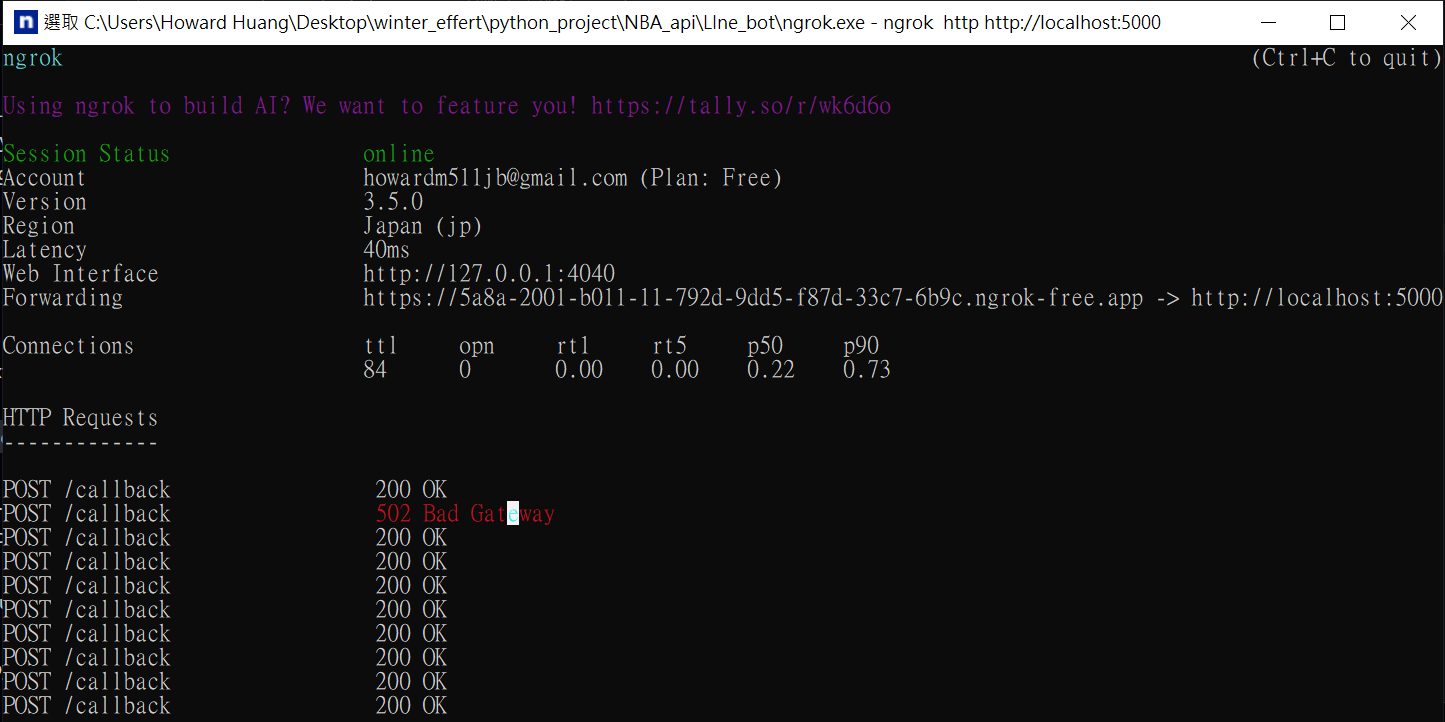 選取 C:\Users\Howard Huang\Desktop\winter_effert\python_project\NBA_api\LIne_bot\ngrok.exe - ngrok  http http://localhost:5000
ngrok (Ctrl+C to quit)
Using ngrok to build AI? We want to feature you! https://tally.so/r/wk6d6o
Session Status online
Account howardm511jb@gmail.com (Plan: Free)
Version 3.5.0
Region Japan (jp)
Latency 40ms
Web Interface http://127.0.0.1:4040
Forwarding https://5a8a-2001-b011-11-792d-9dd5-f87d-33c7-6b9c.ngrok-free.app -> http://localhost:5000
Connections ttl opn rt1 rt5 p50 p90
84 0 0.00 0.00 0.22 0.73
HTTP Requests
-------------
POST /callback 200 OK
POST /callback 502 Bad Gateway
POST /callback 200 OK
POST /callback 200 OK
POST /callback 200 OK
POST /callback 200 OK
POST /callback 200 OK
POST /callback 200 OK
POST /callback 200 OK
POST /callback 200 OK